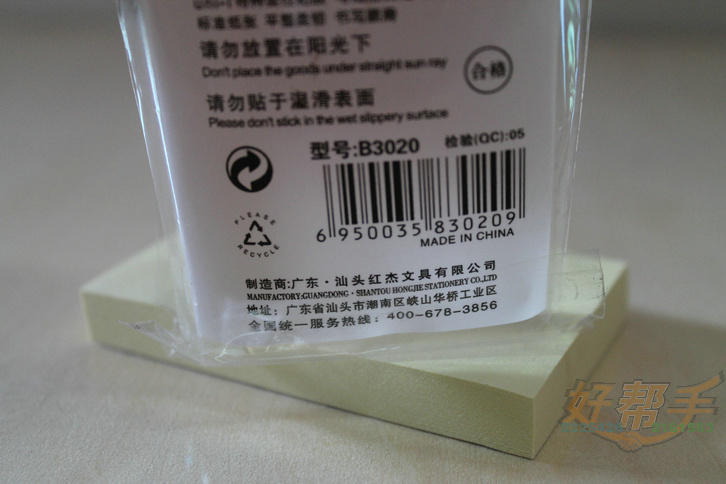 标准纸张 平整柔韧 书写顺滑
请勿放置在阳光下
Don't place the goods under straight sun ray
合格
请勿贴于湿滑表面
Please don't stick in the wet slippery surface
型号:B3020
检验(QC):05
PLEASE
RECYCLE
6 950035 830209
MADE IN CHINA
制造商:广东·汕头红杰文具有限公司
MANUFACTORY:GUANGDONG·SHANTOU HONGJIE STATIONERY CO.,LTD
地址:广东省汕头市潮南区峡山华桥工业区
全国统一服务热线:400-678-3856
好帮手